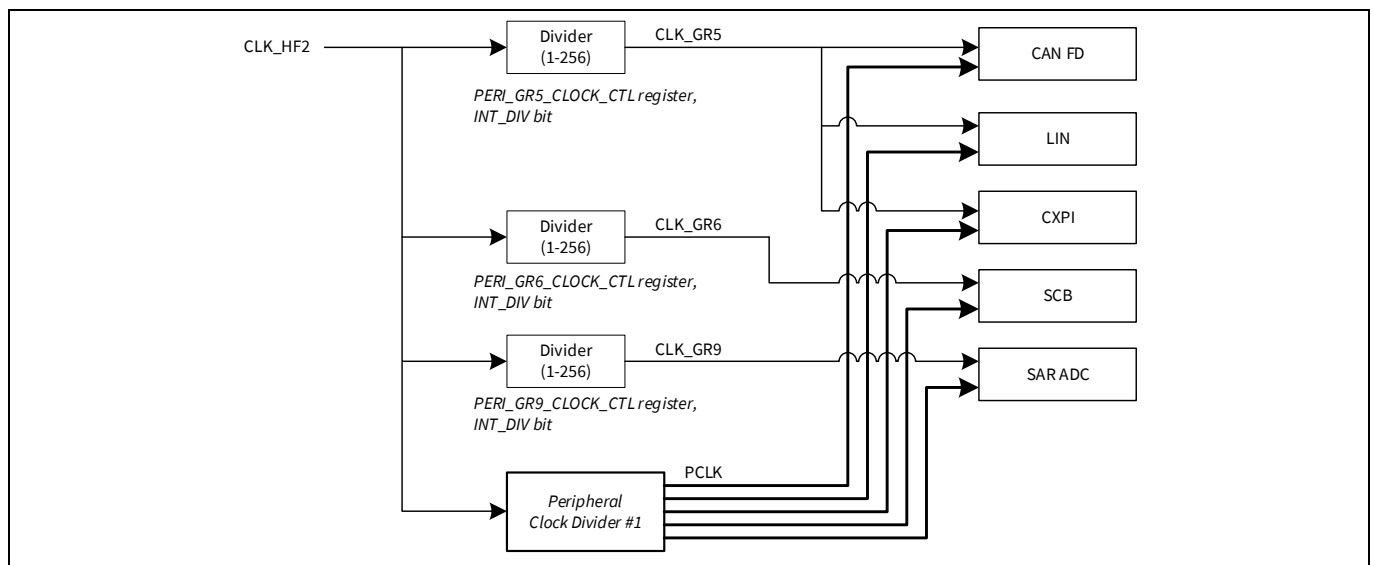 CLK_HF2
Divider
(1-256)
CLK_GR5
PERI_GR5_CLOCK_CTL register,
INT_DIV bit
CAN FD
LIN
CXPI
Divider
(1-256)
CLK_GR6
PERI_GR6_CLOCK_CTL register,
INT_DIV bit
SCB
Divider
(1-256)
CLK_GR9
PERI_GR9_CLOCK_CTL register,
INT_DIV bit
SAR ADC
PCLK
Peripheral
Clock Divider #1